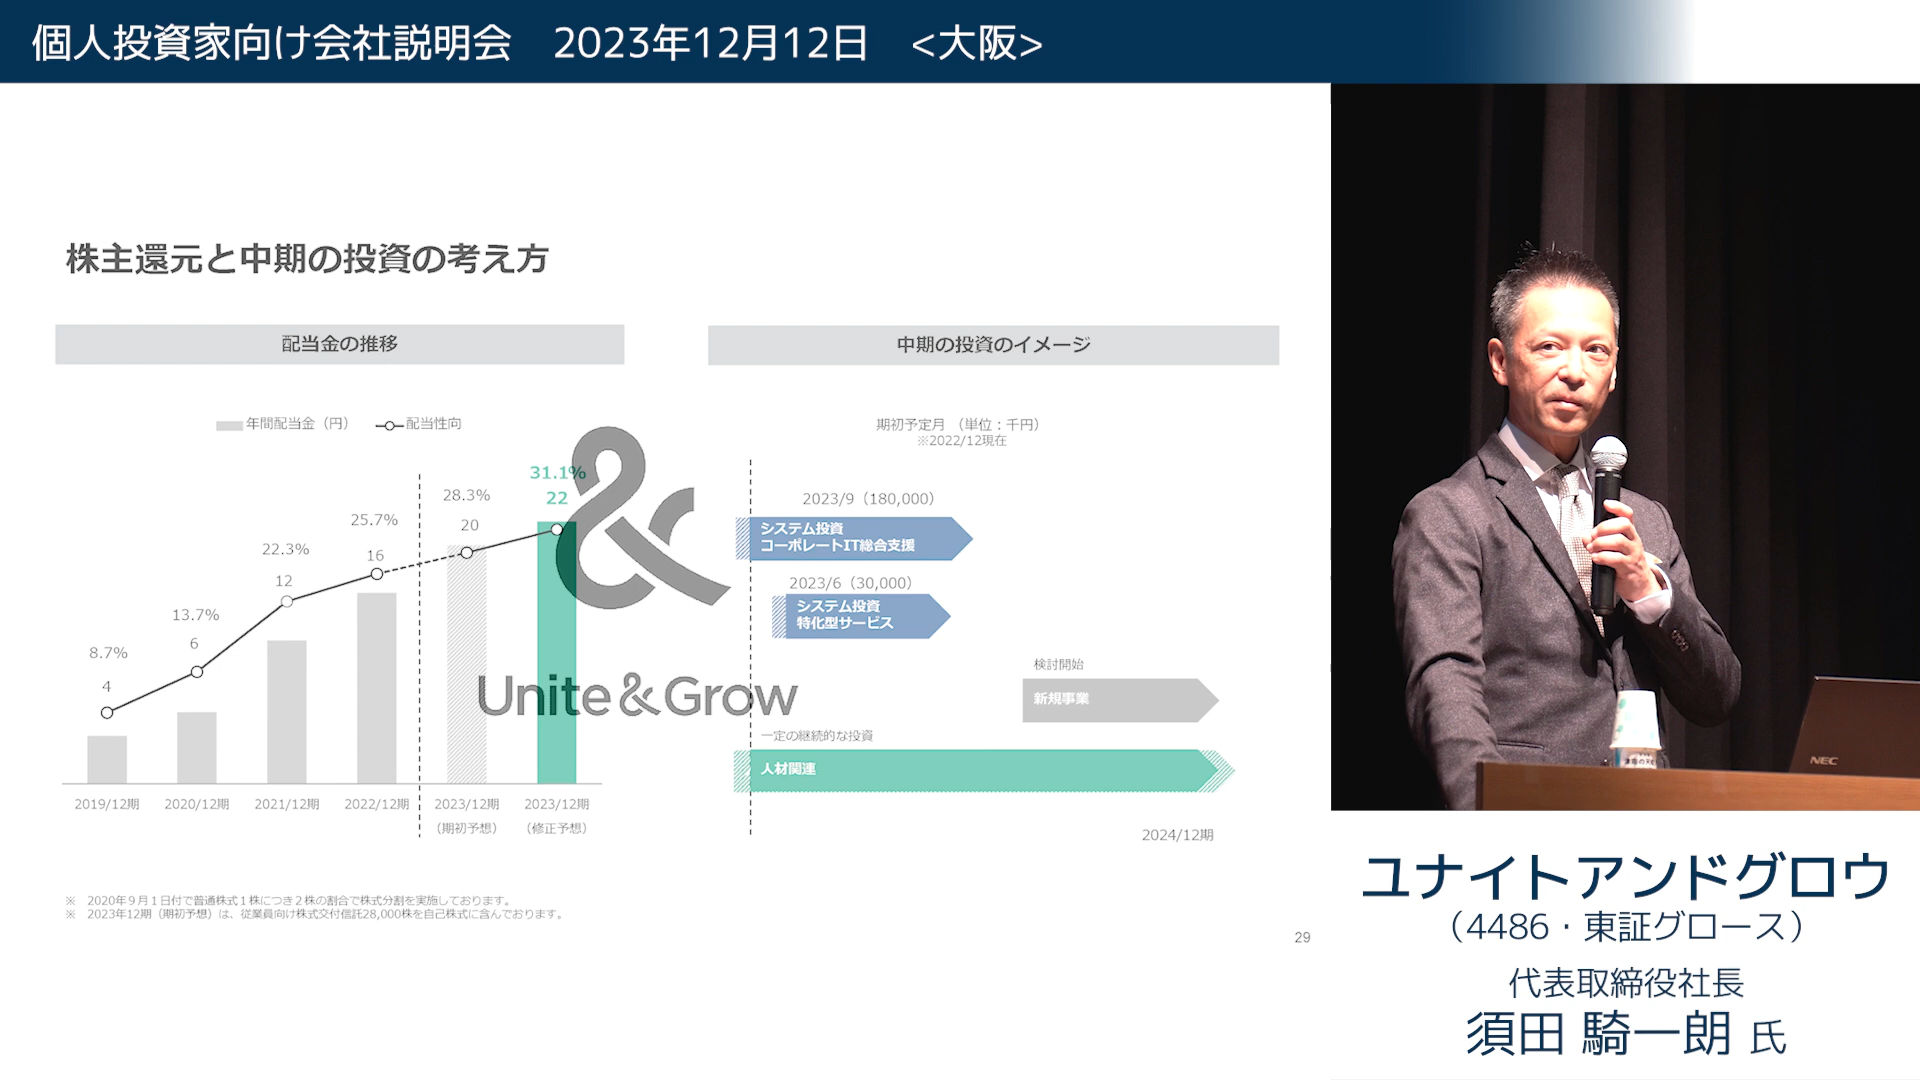 個人投資家向け会社説明会　2023年12月12日　<大阪>
株主還元と中期の投資の考え方
配当金の推移
年間配当金（円）　配当性向
8.7%
4
13.7%
6
22.3%
12
25.7%
16
28.3%
20
31.1%
22
2019/12期
2020/12期
2021/12期
2022/12期
2023/12期
（期初予想）
2023/12期
（修正予想）
中期の投資のイメージ
期初予定月 （単位：千円）
※2022/12現在
2023/9（180,000）
システム投資
コーポレートIT総合支援
2023/6（30,000）
システム投資
特化型サービス
検討開始
新規事業
一定の継続的な投資
人材関連
2024/12期
&
Unite&Grow
※　2020年９月１日付で普通株式１株につき２株の割合で株式分割を実施しております。
※　2023年12期（期初予想）は、従業員向け株式交付信託28,000株を自己株式に含んでおります。
29
NEC
ユナイトアンドグロウ
（4486・東証グロース）
代表取締役社長
須田 騎一朗 氏